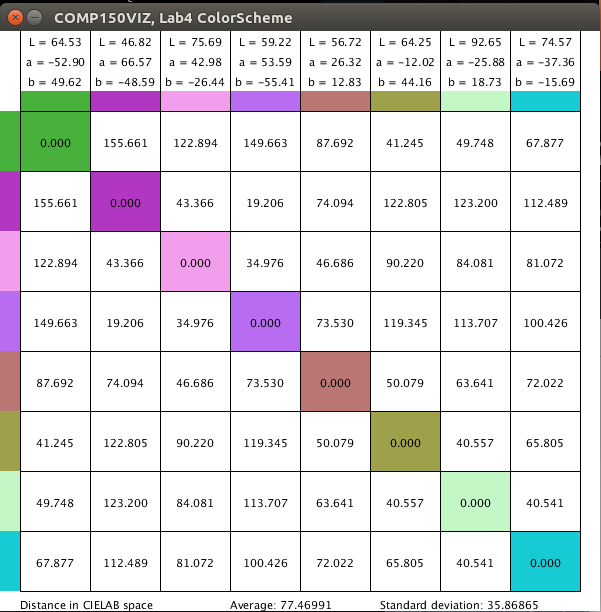 COMP150VIZ, Lab4 ColorScheme
L = 64.53 L = 46.82 L = 75.69 L = 59.22 L = 56.72 L = 64.25 L = 92.65 L = 74.57
a = −52.90 a = 66.57 a = 42.98 a = 53.59 a = 26.32 a = −12.02 a = −25.88 a = −37.36
b = 49.62 b = −48.59 b = −26.44 b = −55.41 b = 12.83 b = 44.16 b = 18.73 b = −15.69
0.000 155.661 122.894 149.663 87.692 41.245 49.748 67.877
155.661 0.000 43.366 19.206 74.094 122.805 123.200 112.489
122.894 43.366 0.000 34.976 46.686 90.220 84.081 81.072
149.663 19.206 34.976 0.000 73.530 119.345 113.707 100.426
87.692 74.094 46.686 73.530 0.000 50.079 63.641 72.022
41.245 122.805 90.220 119.345 50.079 0.000 40.557 65.805
49.748 123.200 84.081 113.707 63.641 40.557 0.000 40.541
67.877 112.489 81.072 100.426 72.022 65.805 40.541 0.000
Distance in CIELAB space Average: 77.46991 Standard deviation: 35.86865